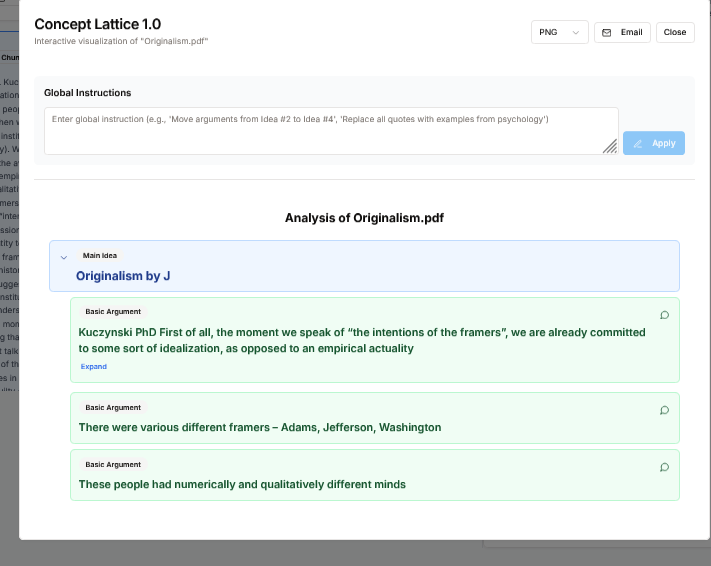 Concept Lattice 1.0
Interactive visualization of "Originalism.pdf"
PNG
Email
Close
Global Instructions
Enter global instruction (e.g., 'Move arguments from Idea #2 to Idea #4', 'Replace all quotes with examples from psychology')
Apply
Analysis of Originalism.pdf
Main Idea
Originalism by J
Basic Argument
Kuczynski PhD First of all, the moment we speak of “the intentions of the framers”, we are already committed
to some sort of idealization, as opposed to an empirical actuality
Expand
Basic Argument
There were various different framers – Adams, Jefferson, Washington
Basic Argument
These people had numerically and qualitatively different minds